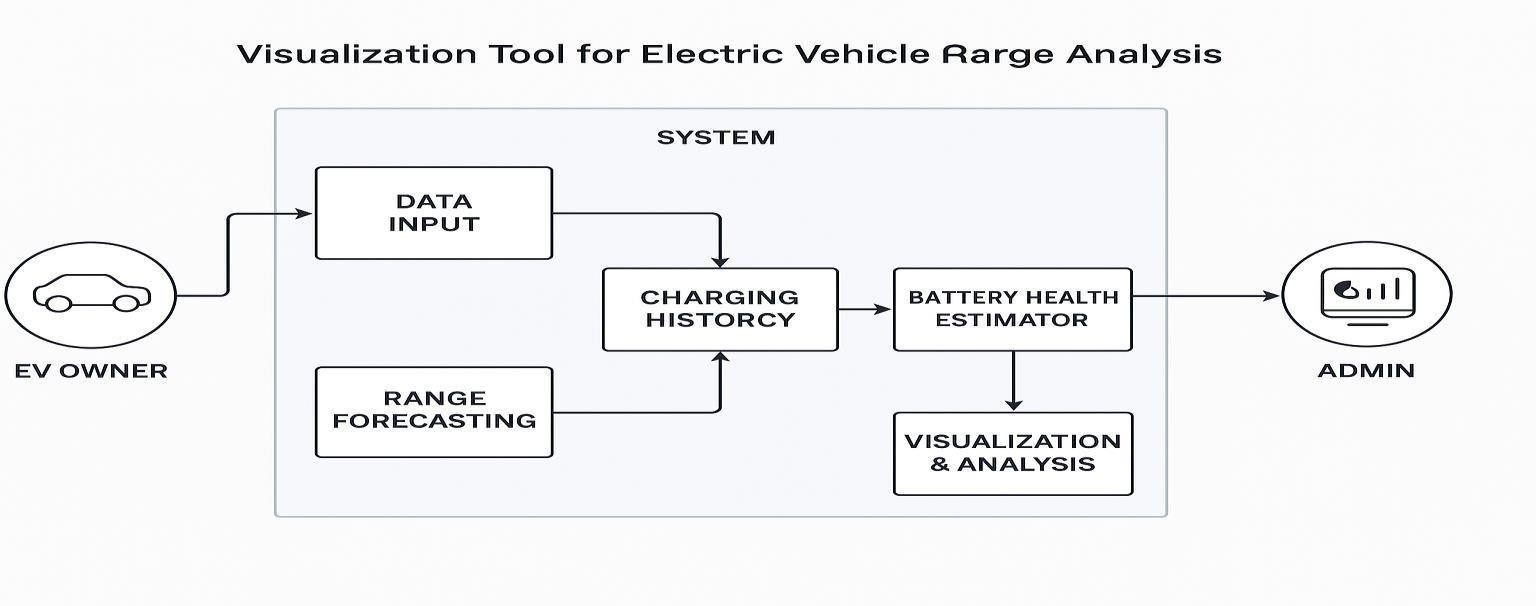 Visualization Tool for Electric Vehicle Rarge Analysis
SYSTEM
DATA
INPUT
CHARGING
HISTORCY
BATTERY HEALTH
ESTIMATOR
EV OWNER
ADMIN
RANGE
FORECASTING
VISUALIZATION
& ANALYSIS